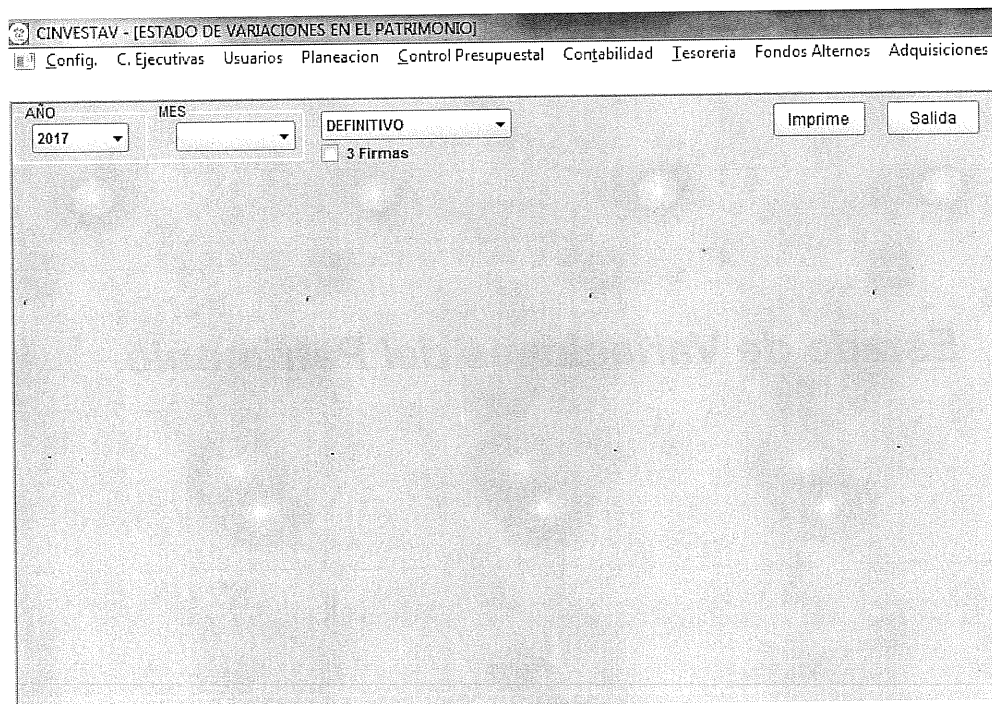 CINVESTAV - [ESTADO DE VARIACIONES EN EL PATRIMONIO]
Config. C. Ejecutivas Usuarios Planeacion Control Presupuestal Contabilidad Tesoreria Fondos Alternos Adquisiciones
AÑO MES
2017 DEFINITIVO Imprime Salida
3 Firmas